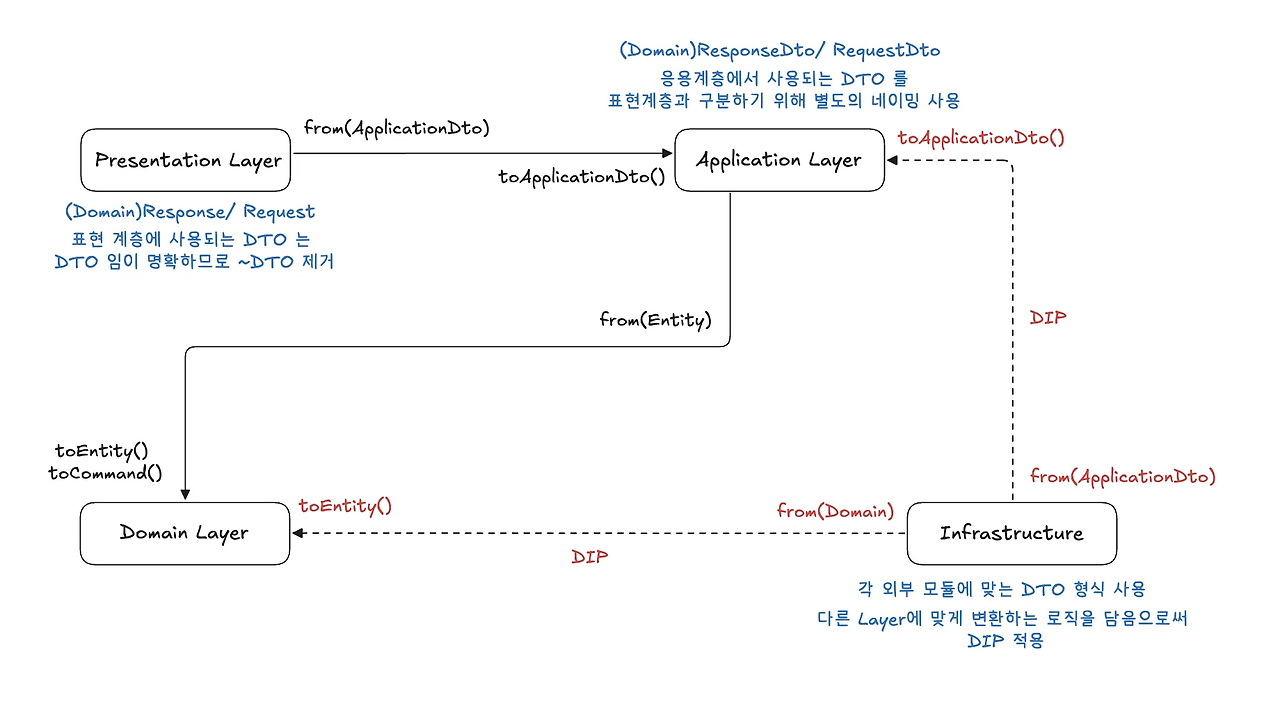 (Domain)ResponseDto/ RequestDto
응용계층에서 사용되는 DTO 를
표현계층과 구분하기 위해 별도의 네이밍 사용
from(ApplicationDto)
toApplicationDto()
Presentation Layer
Application Layer
toApplicationDto()
(Domain)Response/ Request
표현 계층에 사용되는 DTO 는
DTO 임이 명확하므로 ~DTO 제거
from(Entity)
DIP
toEntity()
toCommand()
from(ApplicationDto)
toEntity()
from(Domain)
Domain Layer
Infrastructure
DIP
각 외부 모듈에 맞는 DTO 형식 사용
다른 Layer에 맞게 변환하는 로직을 담음으로써
DIP 적용